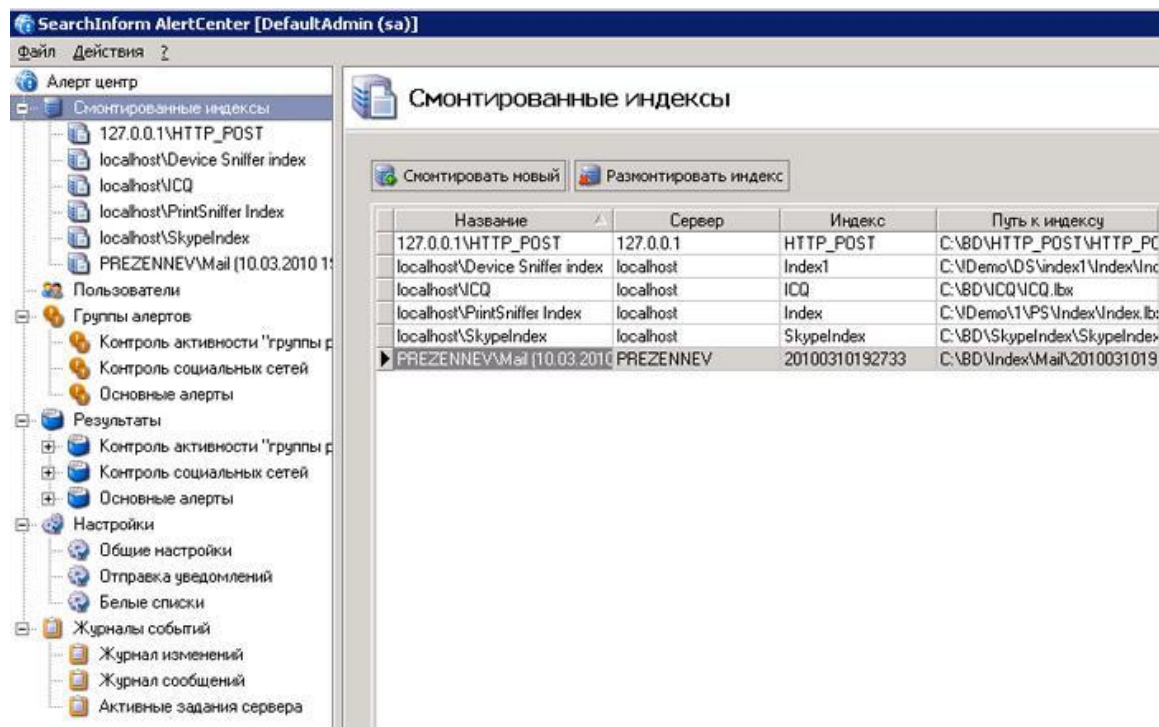 SearchInform AlertCenter [DefaultAdmin (sa)]
Файл Действия ?
Алерт центр
Смонтированные индексы
127.0.0.1\HTTP_POST
localhost\Device Sniffer index
localhost\ICQ
localhost\PrintSniffer Index
localhost\SkypeIndex
PREZENNEV\Mail (10.03.2010
Пользователи
Группы алертов
Контроль активности "группы р
Контроль социальных сетей
Основные алерты
Результаты
Контроль активности "группы р
Контроль социальных сетей
Основные алерты
Настройки
Общие настройки
Отправка уведомлений
Белые списки
Журналы событий
Журнал изменений
Журнал сообщений
Активные задания сервера
Смонтированные индексы
Смонтировать новый Размонтировать индекс
Название Сервер Индекс Путь к индексу
127.0.0.1\HTTP_POST 127.0.0.1 HTTP_POST C:\BD\HTTP_POST\HTTP_PO
localhost\Device Sniffer index localhost Index1 C:\!Demo\DS\index1\Index\Inc
localhost\ICQ localhost ICQ C:\BD\ICQ\ICQ.lbx
localhost\PrintSniffer Index localhost Index C:\!Demo\1\PS\Index\Index.lb
localhost\SkypeIndex localhost SkypeIndex C:\BD\SkypeIndex\SkypeIndex
PREZENNEV\Mail (10.03.2010 PREZENNEV 20100310192733 C:\BD\Index\Mail\2010031019